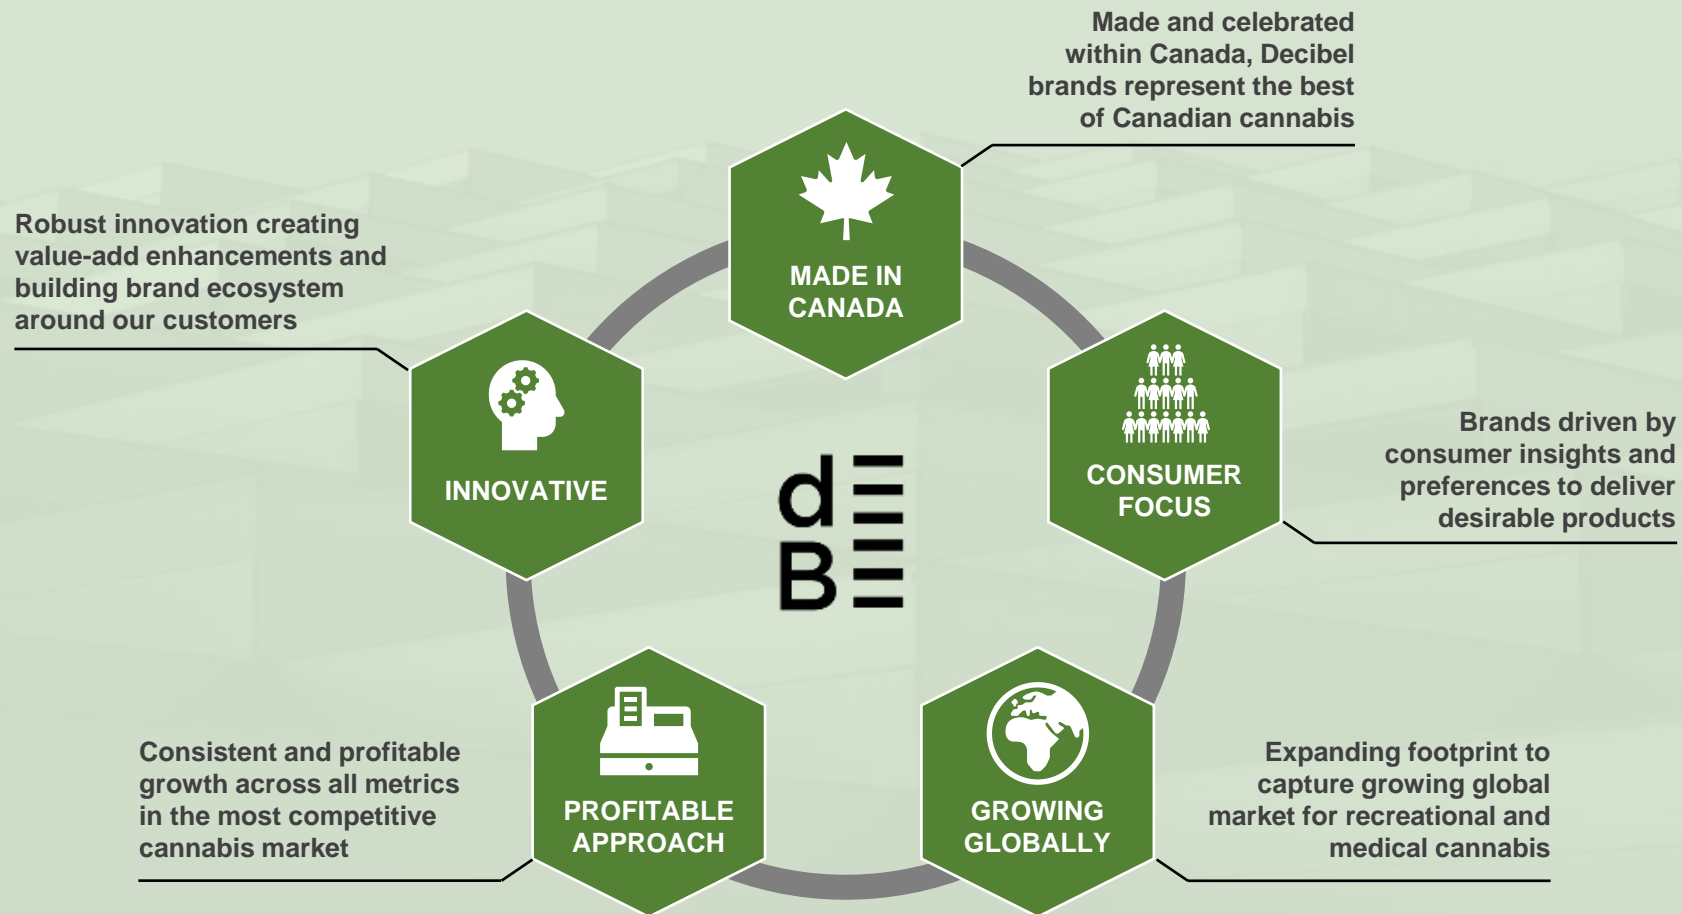 Made and celebrated
within Canada, Decibel
brands represent the best
of Canadian cannabis
MADE IN
CANADA
Robust innovation creating
value-add enhancements and
building brand ecosystem
around our customers
INNOVATIVE
CONSUMER
FOCUS
Brands driven by
consumer insights and
preferences to deliver
desirable products
d
B
Consistent and profitable
growth across all metrics
in the most competitive
cannabis market
PROFITABLE
APPROACH
GROWING
GLOBALLY
Expanding footprint to
capture growing global
market for recreational and
medical cannabis